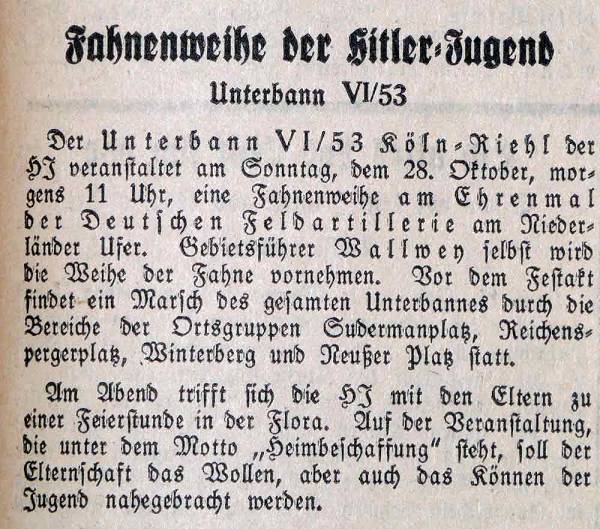 Fahnenweihe der Hitler-Jugend
Unterbann VI/53
Der Unterbann VI/53 Köln-Riehl der
HJ veranstaltet am Sonntag, dem 28. Oktober, mor-
gens 11 Uhr, eine Fahnenweihe am Ehrenmal
der Deutschen Feldartillerie am Nieder-
länder Ufer. Gebietsführer Wallwey selbst wird
die Weihe der Fahne vornehmen. Vor dem Festakt
findet ein Marsch des gesamten Unterbannes durch die
Bereiche der Ortsgruppen Sudermanplatz, Reichens-
pergerplatz, Winterberg und Neußer Platz statt.
Am Abend trifft sich die HJ mit den Eltern zu
einer Feierstunde in der Flora. Auf der Veranstaltung,
die unter dem Motto „Heimbeschaffung“ steht, soll der
Elternschaft das Wollen, aber auch das Können der
Jugend nahegebracht werden.